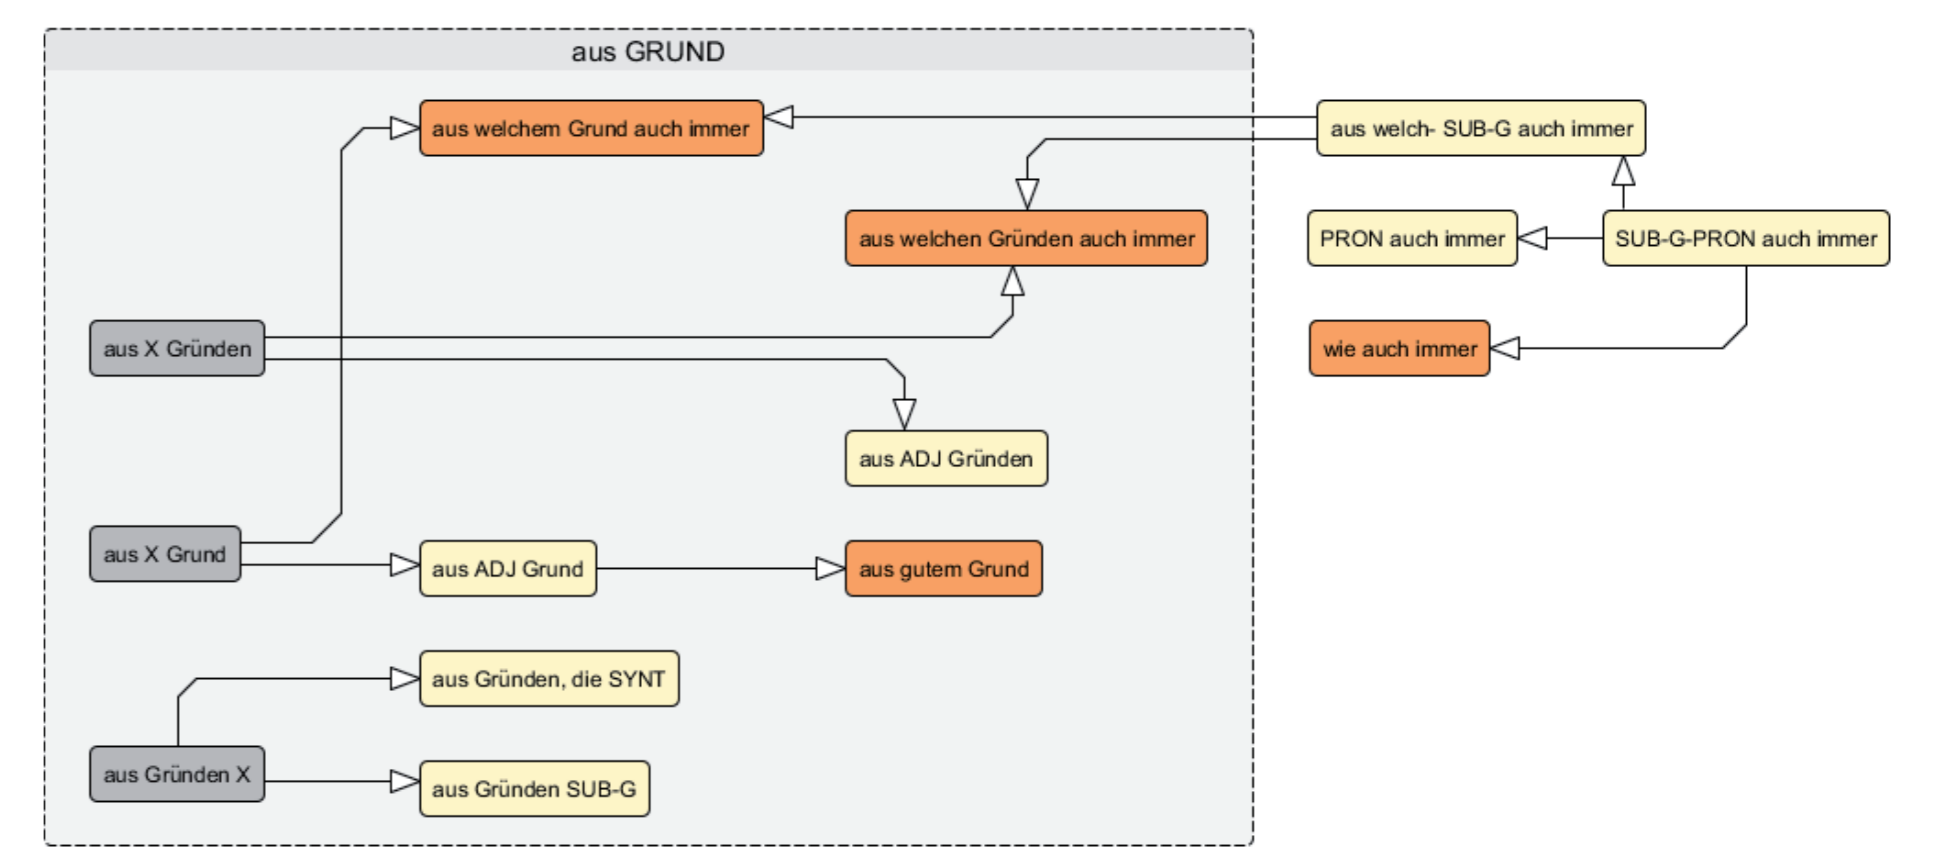 aus GRUND
aus welchem Grund auch immer
aus welch- SUB-G auch immer
aus welchen Gründen auch immer
PRON auch immer
SUB-G-PRON auch immer
aus X Gründen
wie auch immer
aus ADJ Gründen
aus X Grund
aus ADJ Grund
aus gutem Grund
aus Gründen, die SYNT
aus Gründen X
aus Gründen SUB-G